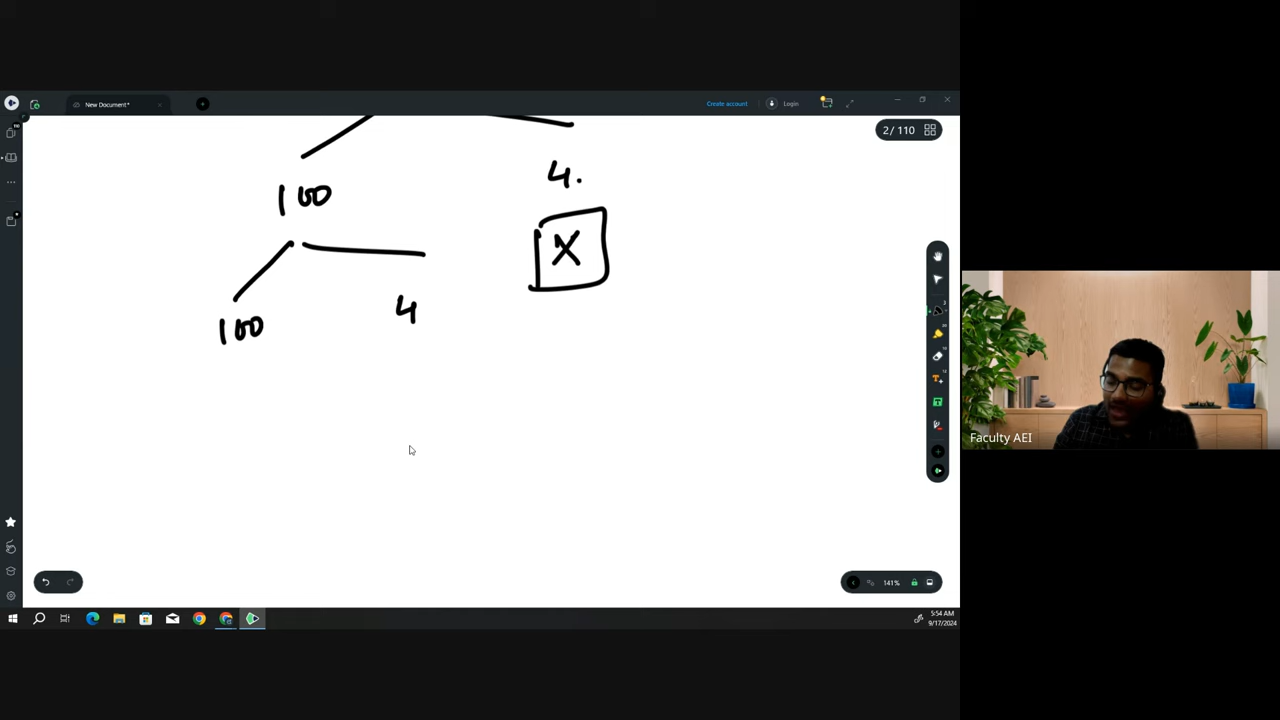 New Document*
Create account
Login
2 / 110
100
4.
X
100
4
141%
5:54 AM
9/17/2024
Faculty AEI